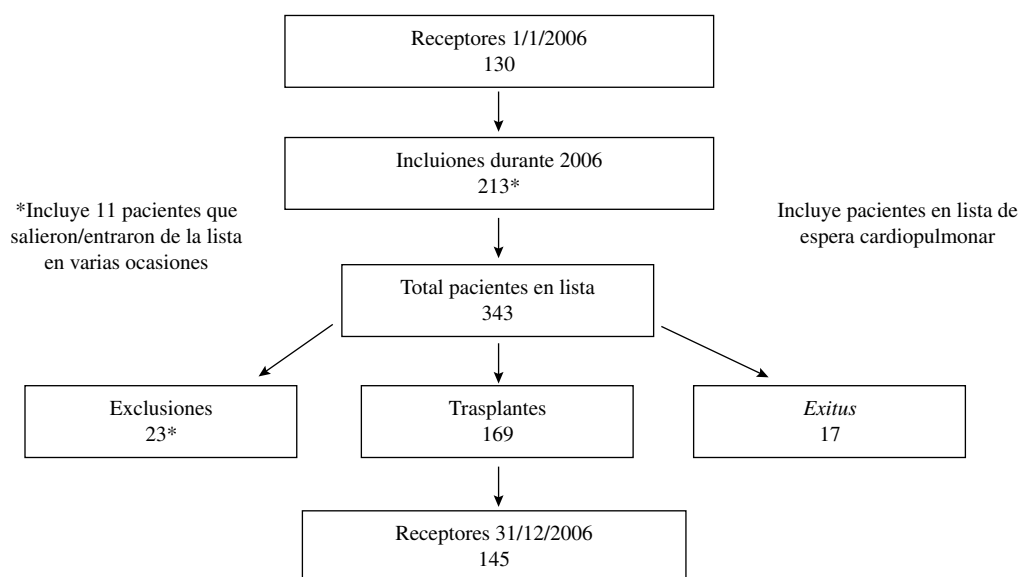 Receptores 1/1/2006
130
Incluiones durante 2006
213*
*Incluye 11 pacientes que
salieron/entraron de la lista
en varias ocasiones
Incluye pacientes en lista de
espera cardiopulmonar
Total pacientes en lista
343
Exclusiones
23*
Trasplantes
169
Exitus
17
Receptores 31/12/2006
145